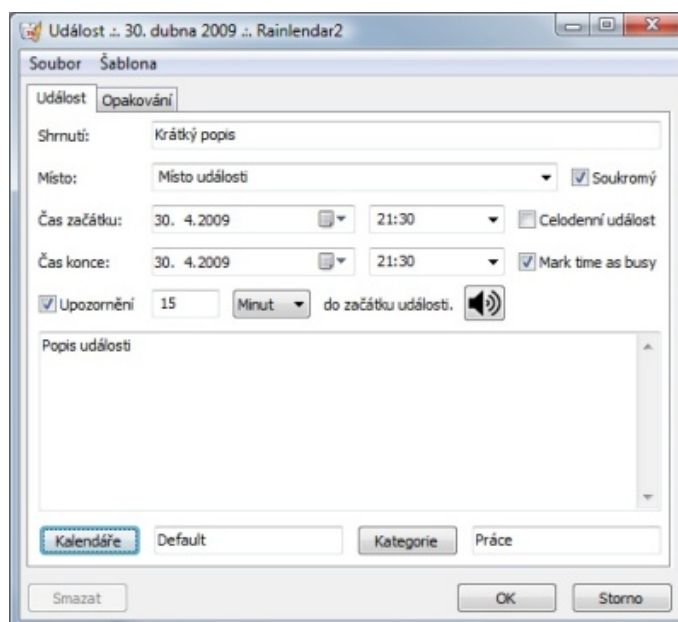 Událost .:. 30. dubna 2009 .:. Rainlendar2
Soubor Šablona
Událost Opakování
Shrnutí: Krátký popis
Místo: Místo události Soukromý
Čas začátku: 30. 4.2009 21:30 Celodenní událost
Čas konce: 30. 4.2009 21:30 Mark time as busy
Upozornění 15 Minut do začátku události.
Popis události
Kalendáře Default Kategorie Práce
Smazat OK Storno